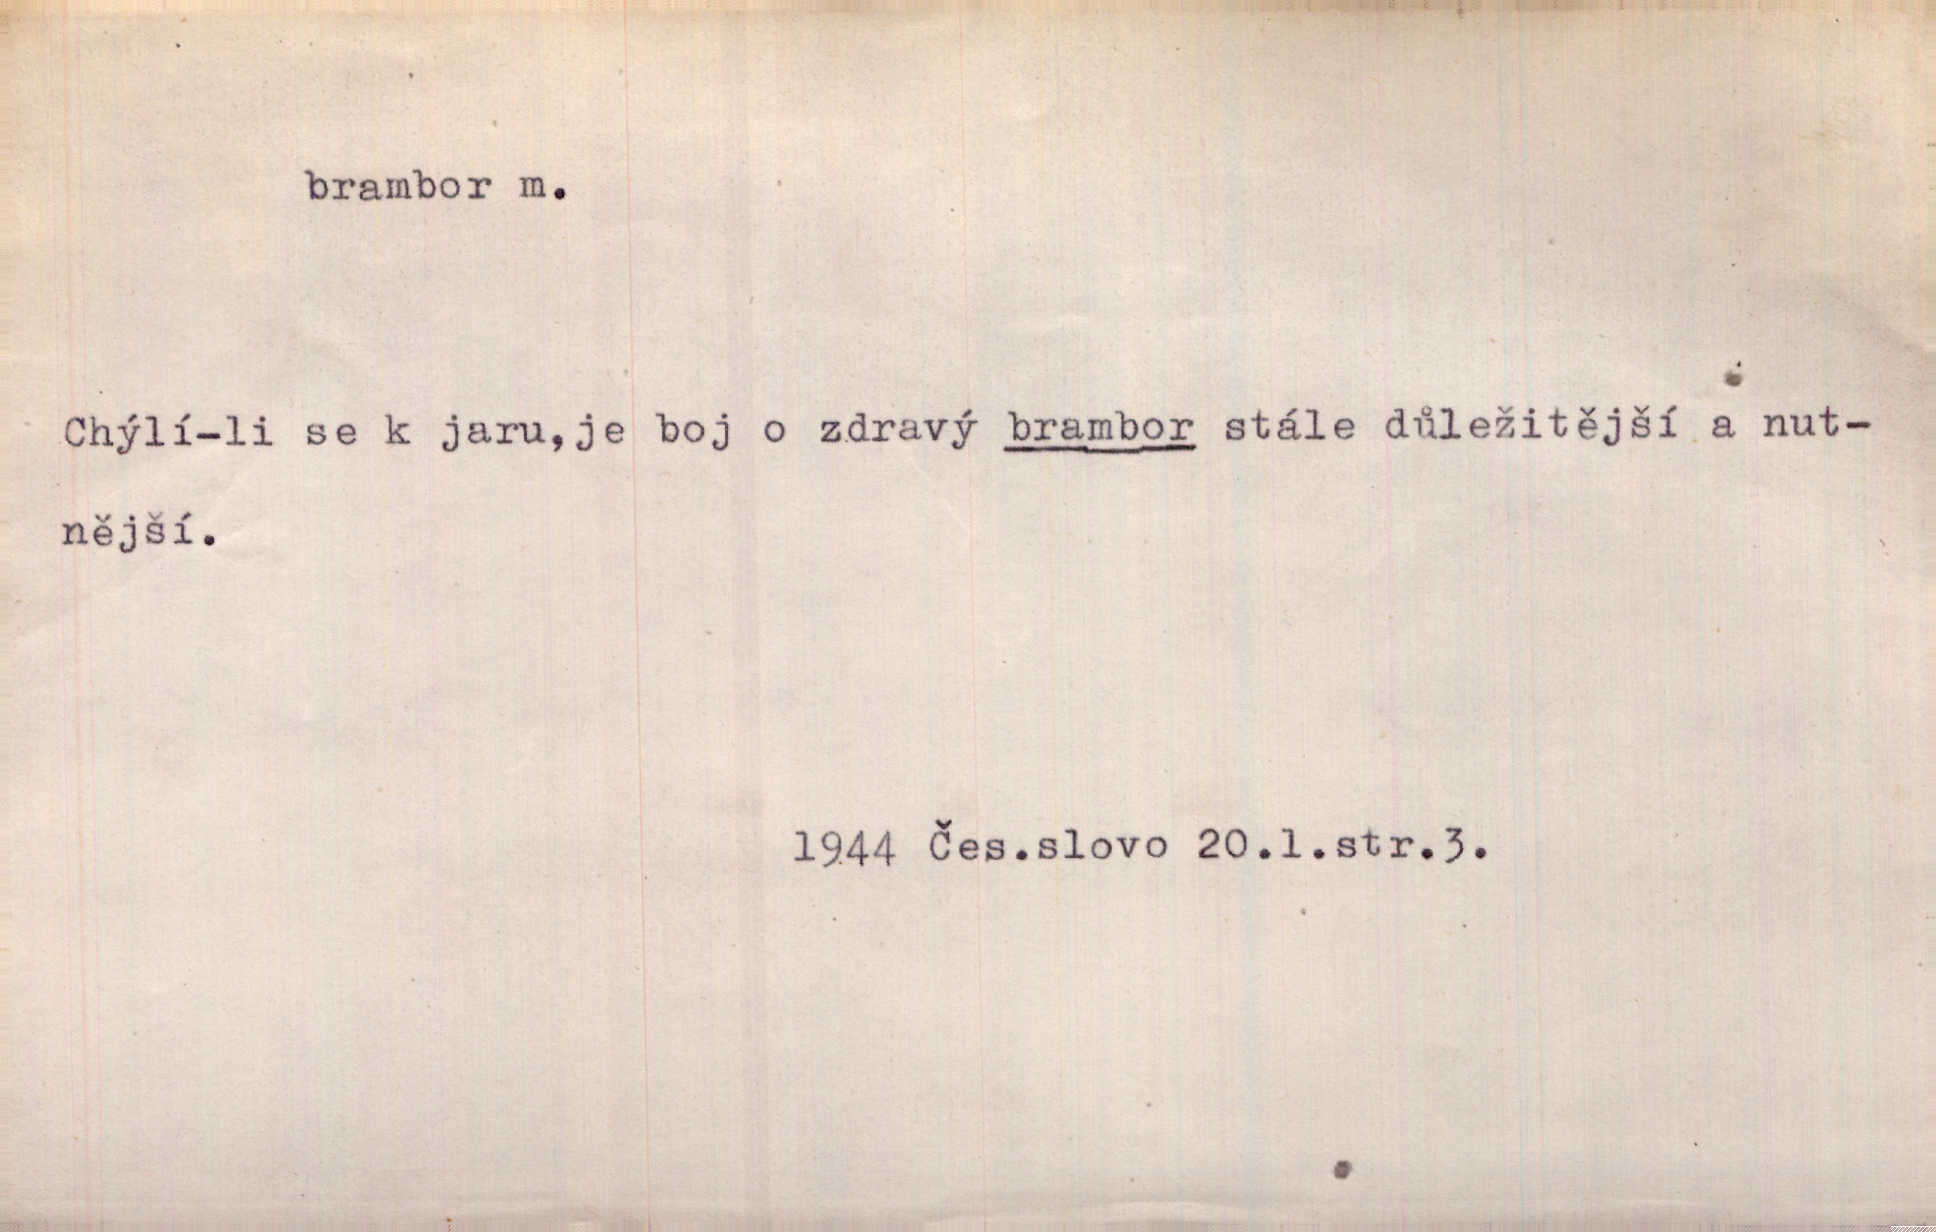 brambor m.
Chýlí-li se k jaru,je boj o zdravý brambor stále důležitější a nut-
nější.
1944 Čes.slovo 20.1.str.3.